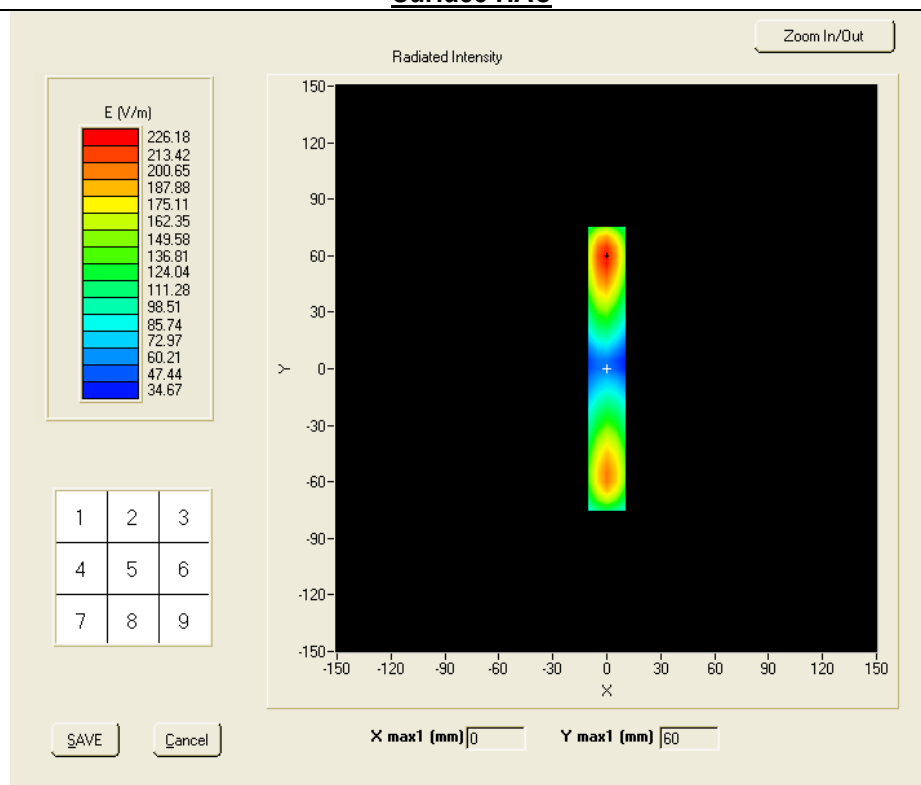 Surface HAC
Zoom In/Out
Radiated Intensity
E (V/m)
226.18
213.42
200.65
187.88
175.11
162.35
149.58
136.81
124.04
111.28
98.51
85.74
72.97
60.21
47.44
34.67
150
120
90
60
30
0
-30
-60
-90
-120
-150
Y
-150 -120 -90 -60 -30 0 30 60 90 120 150
X
1 2 3
4 5 6
7 8 9
SAVE Cancel
X max1 (mm) 0 Y max1 (mm) 60